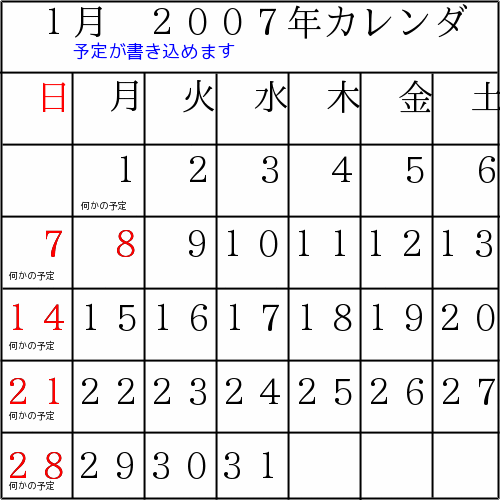 １月　２００７年カレンダ
予定が書き込めます
日 月 火 水 木 金 土
１ ２ ３ ４ ５ ６
何かの予定
７ ８ ９ １０ １１ １２ １３
何かの予定
１４ １５ １６ １７ １８ １９ ２０
何かの予定
２１ ２２ ２３ ２４ ２５ ２６ ２７
何かの予定
２８ ２９ ３０ ３１
何かの予定